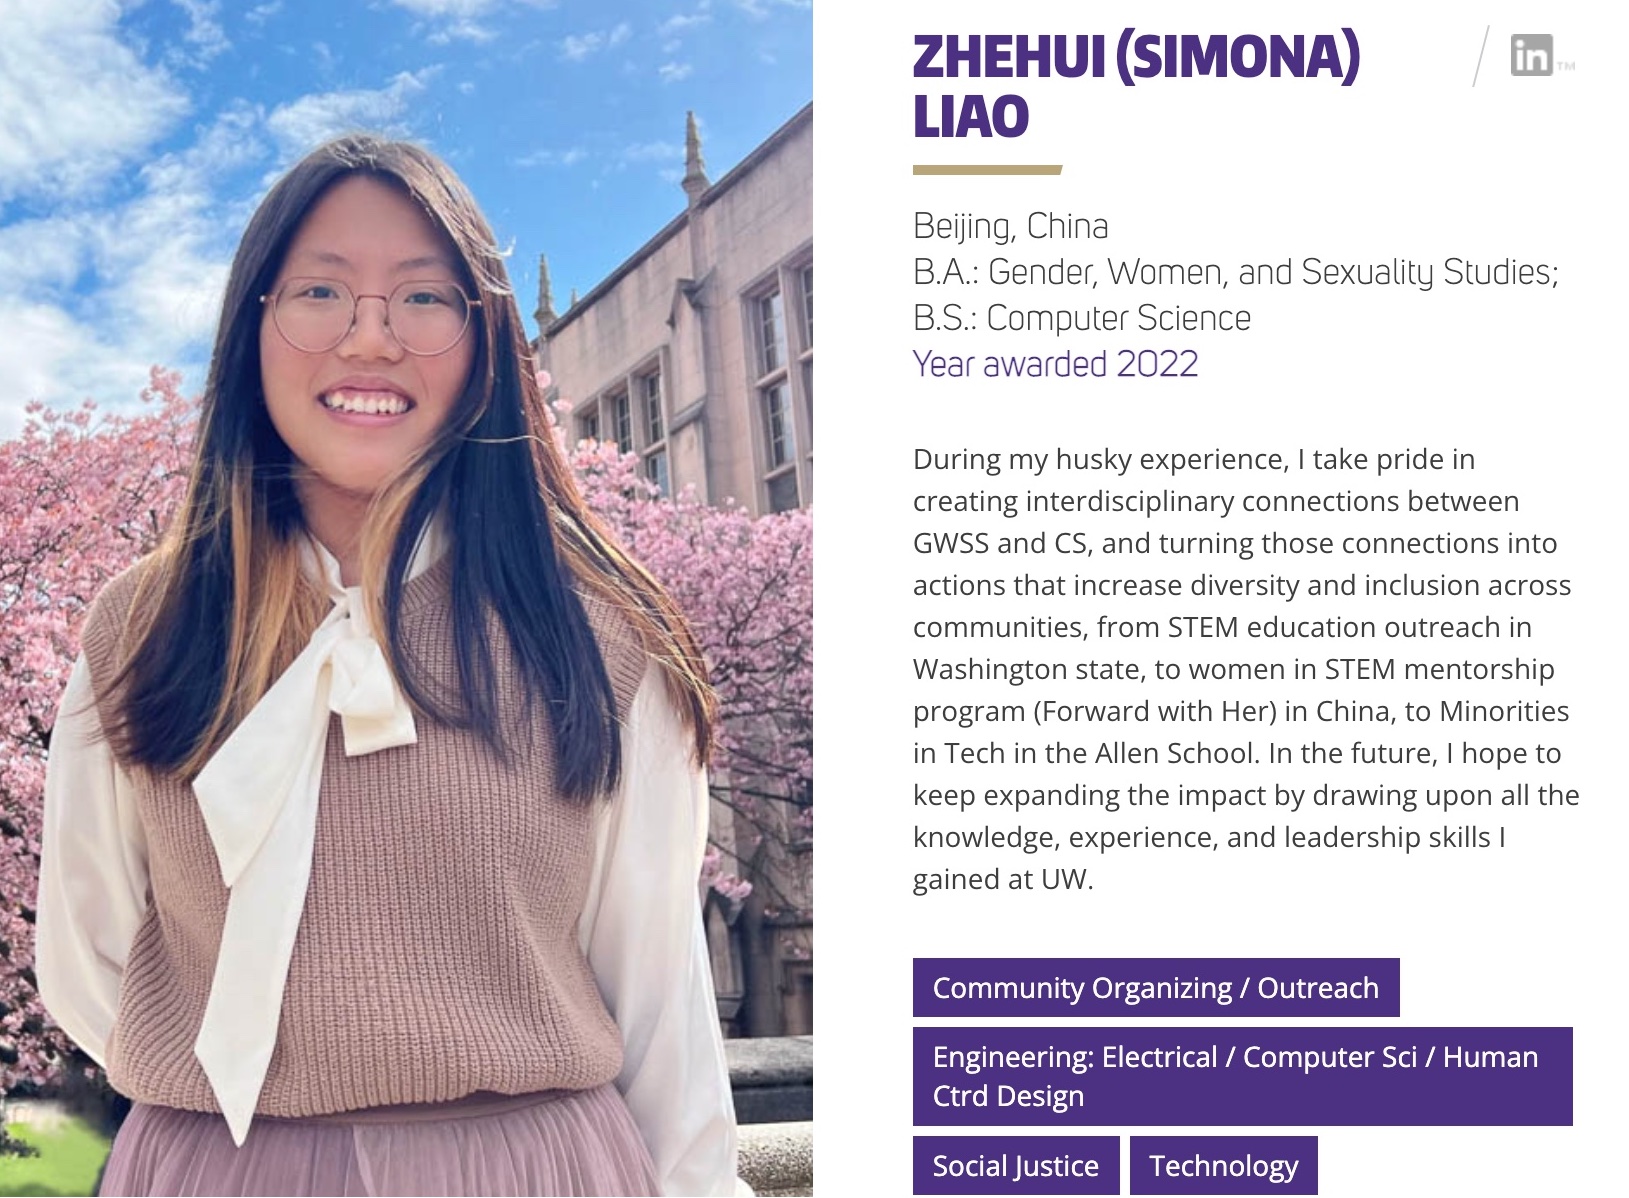 ZHEHUI (SIMONA)
LIAO
in™
Beijing, China
B.A.: Gender, Women, and Sexuality Studies;
B.S.: Computer Science
Year awarded 2022
During my husky experience, I take pride in
creating interdisciplinary connections between
GWSS and CS, and turning those connections into
actions that increase diversity and inclusion across
communities, from STEM education outreach in
Washington state, to women in STEM mentorship
program (Forward with Her) in China, to Minorities
in Tech in the Allen School. In the future, I hope to
keep expanding the impact by drawing upon all the
knowledge, experience, and leadership skills I
gained at UW.
Community Organizing / Outreach
Engineering: Electrical / Computer Sci / Human
Ctrd Design
Social Justice
Technology